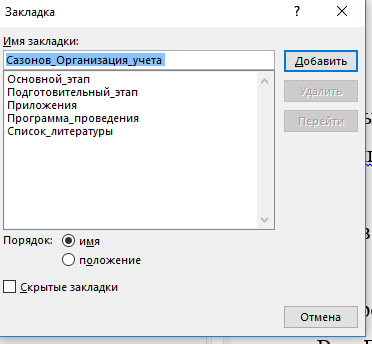 Закладка
Имя закладки:
Сазонов_Организация_учета
Добавить
Основной_этап
Подготовительный_этап
Приложения
Программа_проведения
Список_литературы
Удалить
Перейти
Порядок:
имя
положение
Скрытые закладки
Отмена